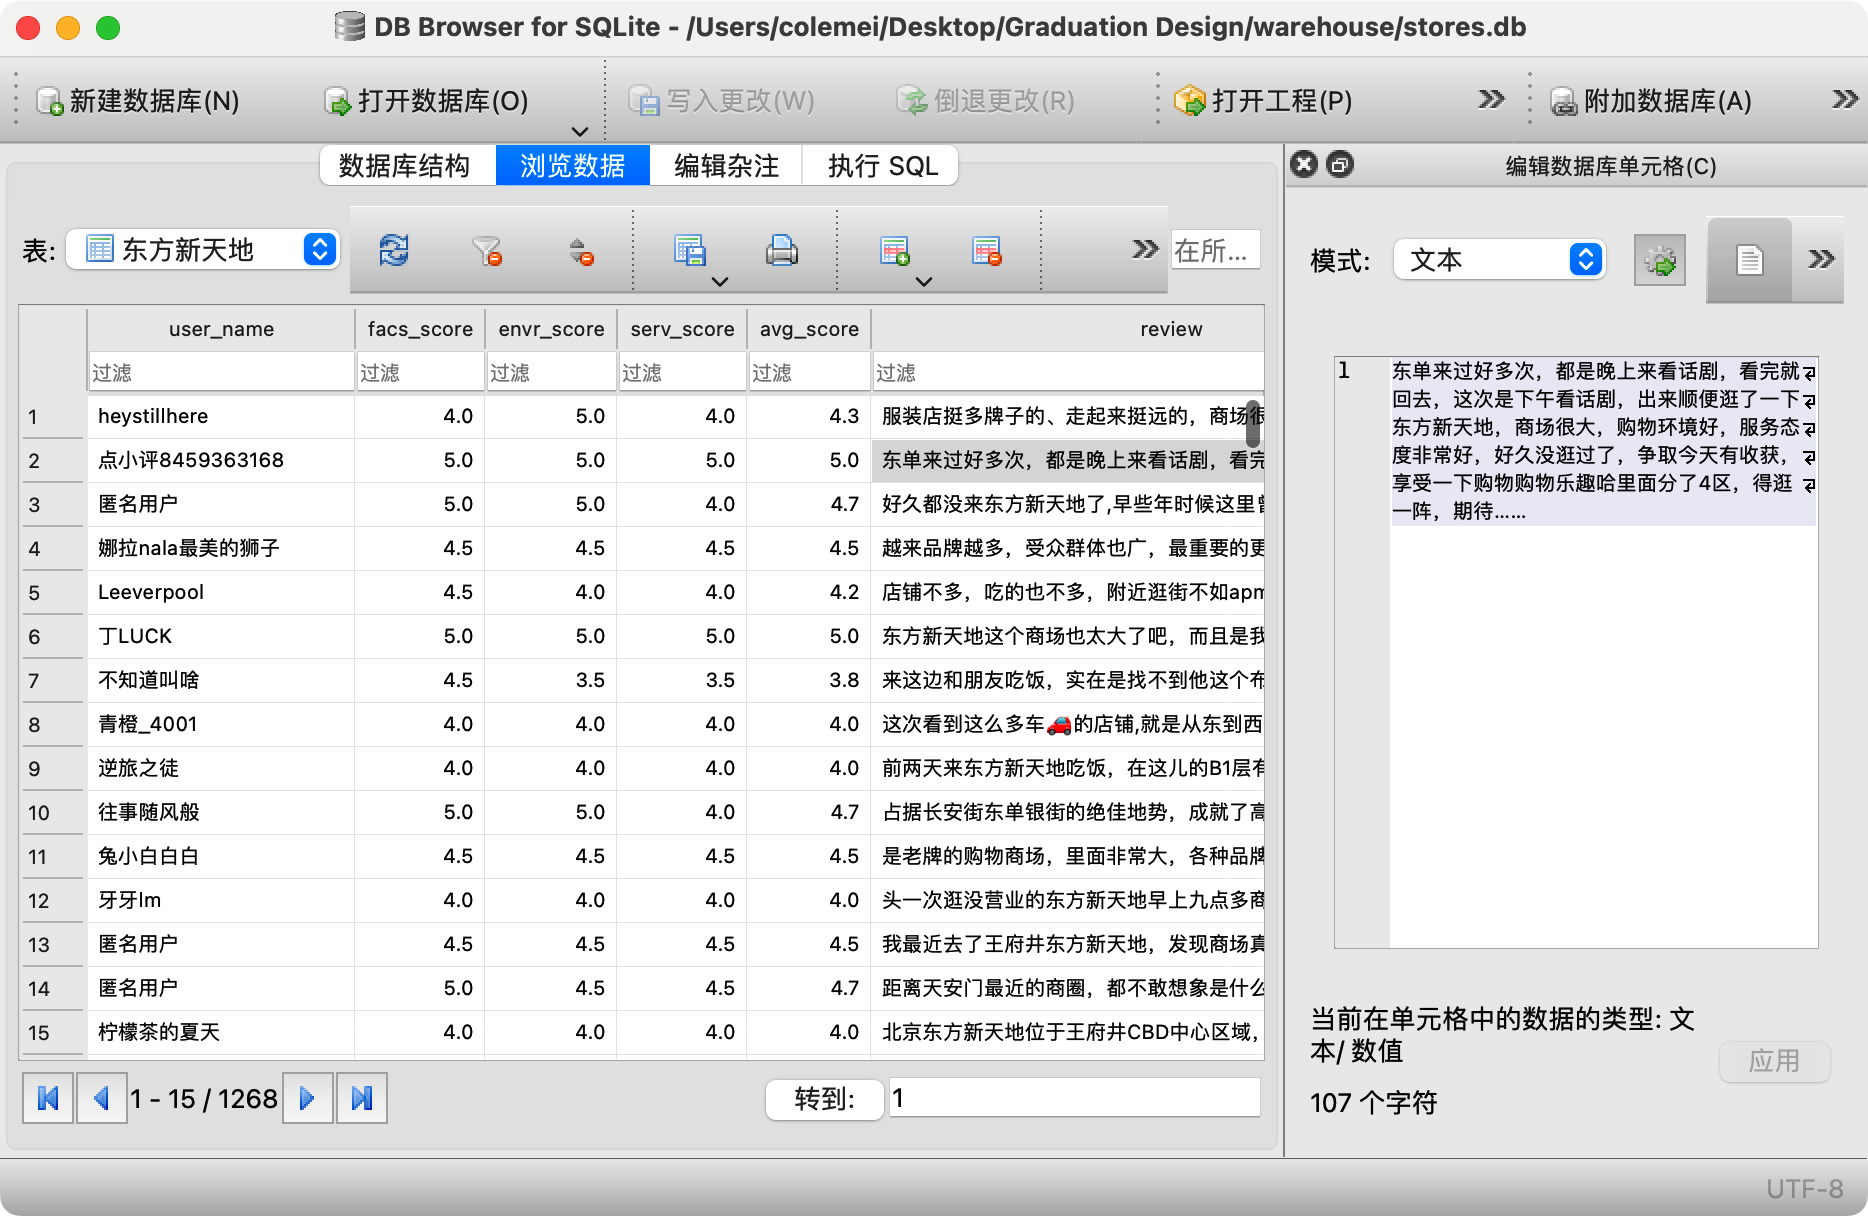 DB Browser for SQLite - /Users/colemei/Desktop/Graduation Design/warehouse/stores.db
新建数据库(N) 打开数据库(O) 写入更改(W) 倒退更改(R) 打开工程(P) 附加数据库(A)
数据库结构 浏览数据 编辑杂注 执行 SQL
表: 东方新天地 在所...
user_name facs_score envr_score serv_score avg_score review
过滤 过滤 过滤 过滤 过滤 过滤
1 heystillhere 4.0 5.0 4.0 4.3 服装店挺多牌子的、走起来挺远的，商场很
2 点小评8459363168 5.0 5.0 5.0 5.0 东单来过好多次，都是晚上来看话剧，看完
3 匿名用户 5.0 5.0 4.0 4.7 好久都没来东方新天地了,早些年时候这里曾
4 娜拉nala最美的狮子 4.5 4.5 4.5 4.5 越来品牌越多，受众群体也广，最重要的更
5 Leeverpool 4.5 4.0 4.0 4.2 店铺不多，吃的也不多，附近逛街不如apm
6 丁LUCK 5.0 5.0 5.0 5.0 东方新天地这个商场也太大了吧，而且是我
7 不知道叫啥 4.5 3.5 3.5 3.8 来这边和朋友吃饭，实在是找不到他这个布
8 青橙_4001 4.0 4.0 4.0 4.0 这次看到这么多车🚗的店铺,就是从东到西
9 逆旅之徒 4.0 4.0 4.0 4.0 前两天来东方新天地吃饭，在这儿的B1层有
10 往事随风般 5.0 5.0 4.0 4.7 占据长安街东单银街的绝佳地势，成就了高
11 兔小白白白 4.5 4.5 4.5 4.5 是老牌的购物商场，里面非常大，各种品牌
12 牙牙lm 4.0 4.0 4.0 4.0 头一次逛没营业的东方新天地早上九点多商
13 匿名用户 4.5 4.5 4.5 4.5 我最近去了王府井东方新天地，发现商场真
14 匿名用户 5.0 4.5 4.5 4.7 距离天安门最近的商圈，都不敢想象是什么
15 柠檬茶的夏天 4.0 4.0 4.0 4.0 北京东方新天地位于王府井CBD中心区域，
1 - 15 / 1268 转到: 1
编辑数据库单元格(C)
模式: 文本
1 东单来过好多次，都是晚上来看话剧，看完就
回去，这次是下午看话剧，出来顺便逛了一下
东方新天地，商场很大，购物环境好，服务态
度非常好，好久没逛过了，争取今天有收获，
享受一下购物购物乐趣哈里面分了4区，得逛
一阵，期待……
当前在单元格中的数据的类型: 文
本/ 数值
107 个字符
应用
UTF-8